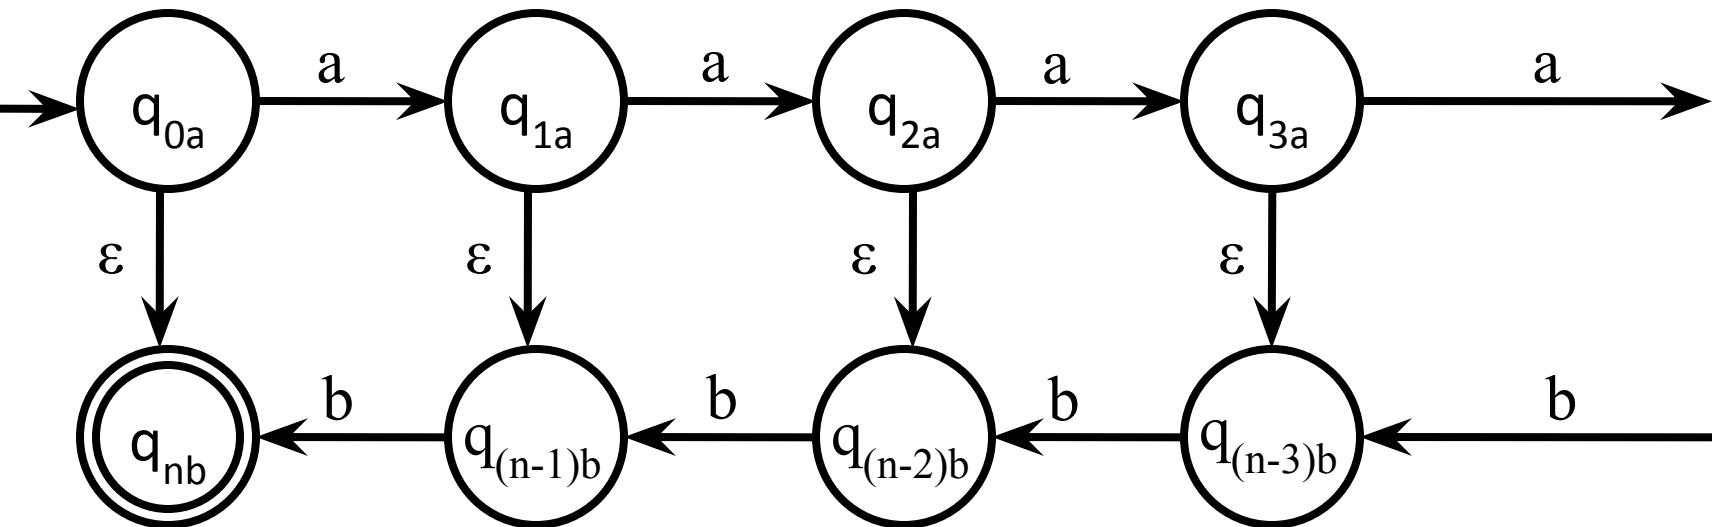 a a a a
q0a q1a q2a q3a
ε ε ε ε
b b b b
qnb q(n-1)b q(n-2)b q(n-3)b